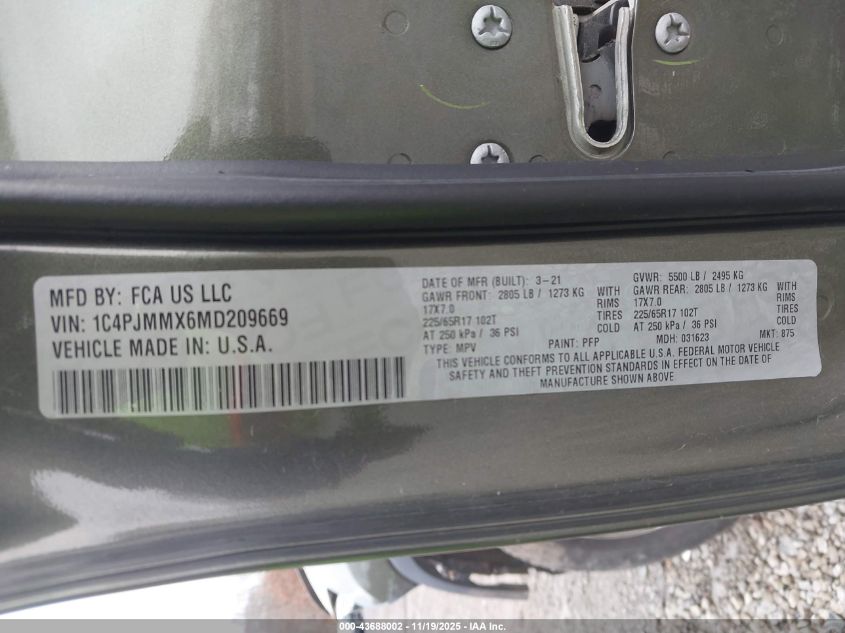 MFD BY: FCA US LLC
VIN: 1C4PJMMX6MD209669
VEHICLE MADE IN: U.S.A.
DATE OF MFR (BUILT): 3-21 GVWR: 5500 LB / 2495 KG
GAWR FRONT: 2805 LB / 1273 KG WITH GAWR REAR: 2805 LB / 1273 KG WITH
17X7.0 RIMS 17X7.0 RIMS
225/65R17 102T TIRES 225/65R17 102T TIRES
AT 250 kPa / 36 PSI COLD AT 250 kPa / 36 PSI COLD
TYPE: MPV PAINT: PFP MDH: 031623 MKT: 875
THIS VEHICLE CONFORMS TO ALL APPLICABLE U.S.A. FEDERAL MOTOR VEHICLE
SAFETY AND THEFT PREVENTION STANDARDS IN EFFECT ON THE DATE OF
MANUFACTURE SHOWN ABOVE
000-43688002 - 11/19/2025 - IAA Inc.